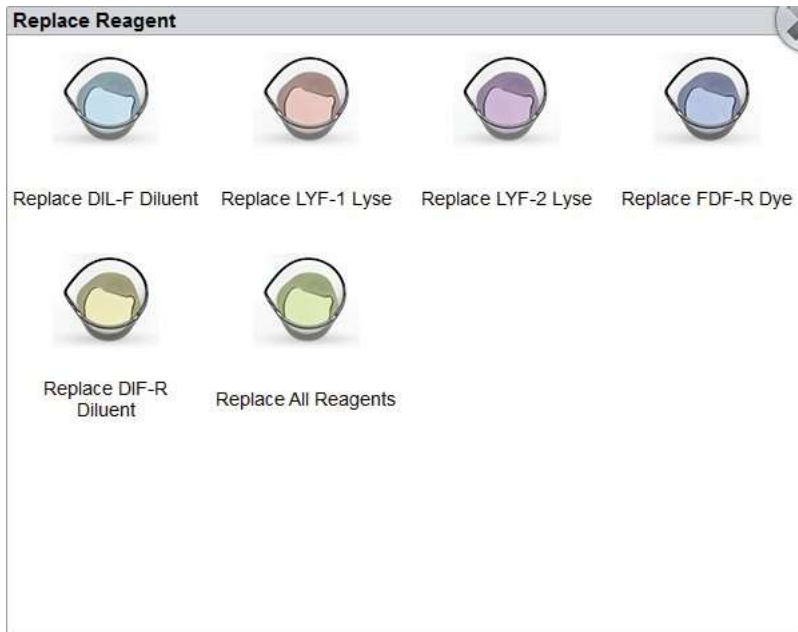 Replace Reagent
Replace DIL-F Diluent
Replace LYF-1 Lyse
Replace LYF-2 Lyse
Replace FDF-R Dye
Replace DIF-R
Diluent
Replace All Reagents